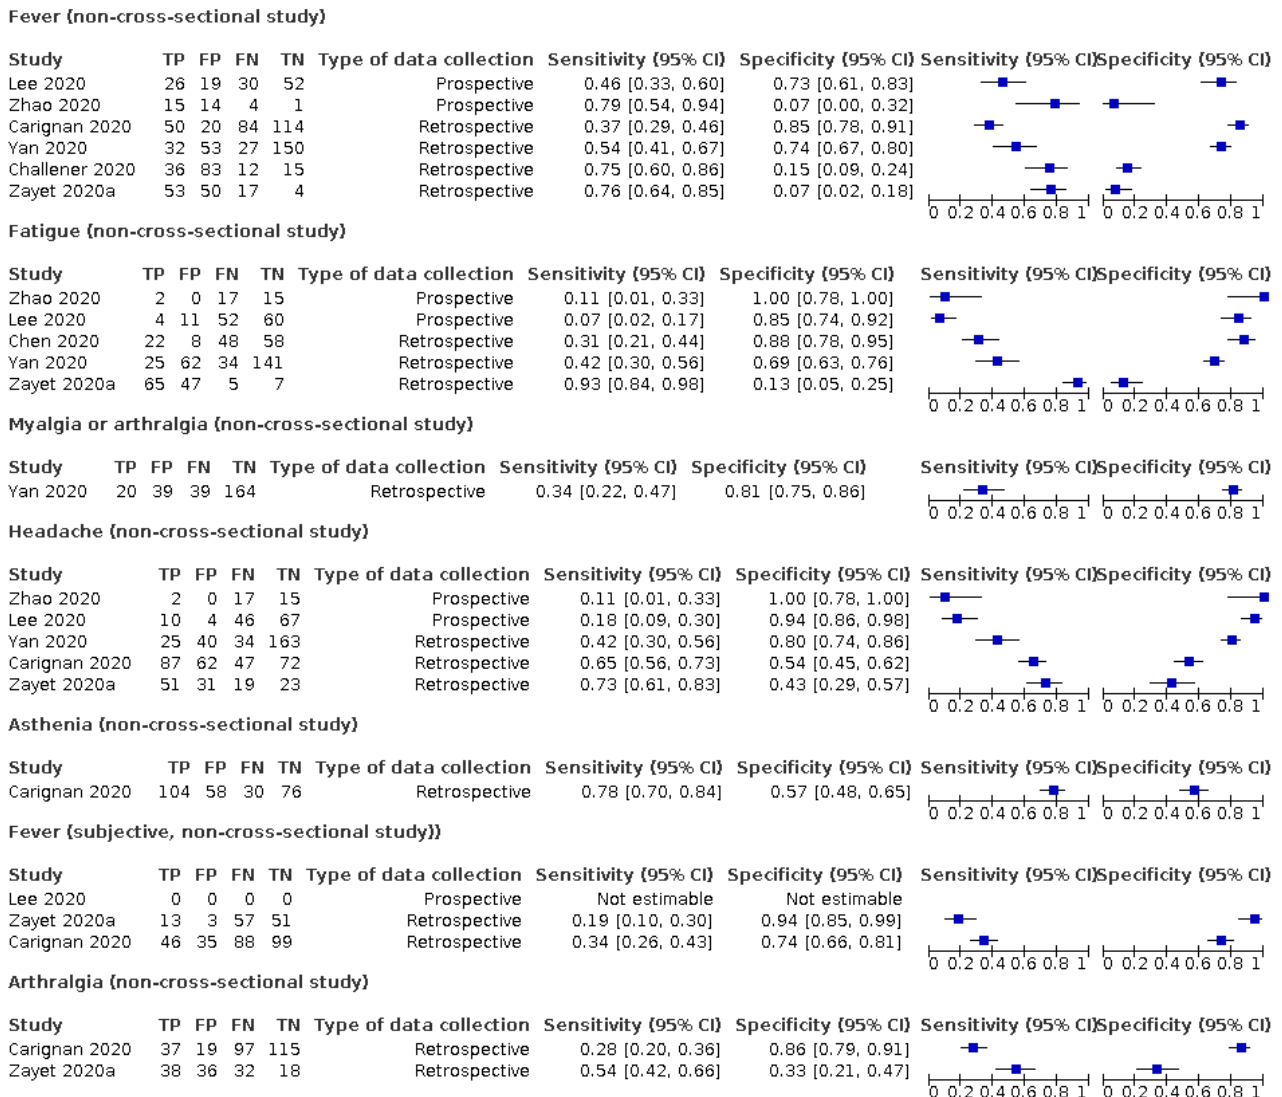 Fever (non-cross-sectional study)
Study TP FP FN TN Type of data collection Sensitivity (95% CI) Specificity (95% CI) Sensitivity (95% CI) Specificity (95% CI)
Lee 2020 26 19 30 52 Prospective 0.46 [0.33, 0.60] 0.73 [0.61, 0.83]
Zhao 2020 15 14 4 1 Prospective 0.79 [0.54, 0.94] 0.07 [0.00, 0.32]
Carignan 2020 50 20 84 114 Retrospective 0.37 [0.29, 0.46] 0.85 [0.78, 0.91]
Yan 2020 32 53 27 150 Retrospective 0.54 [0.41, 0.67] 0.74 [0.67, 0.80]
Challener 2020 36 83 12 15 Retrospective 0.75 [0.60, 0.86] 0.15 [0.09, 0.24]
Zayet 2020a 53 50 17 4 Retrospective 0.76 [0.64, 0.85] 0.07 [0.02, 0.18]
0 0.2 0.4 0.6 0.8 1 0 0.2 0.4 0.6 0.8 1
Fatigue (non-cross-sectional study)
Study TP FP FN TN Type of data collection Sensitivity (95% CI) Specificity (95% CI) Sensitivity (95% CI) Specificity (95% CI)
Zhao 2020 2 0 17 15 Prospective 0.11 [0.01, 0.33] 1.00 [0.78, 1.00]
Lee 2020 4 11 52 60 Prospective 0.07 [0.02, 0.17] 0.85 [0.74, 0.92]
Chen 2020 22 8 48 58 Retrospective 0.31 [0.21, 0.44] 0.88 [0.78, 0.95]
Yan 2020 25 62 34 141 Retrospective 0.42 [0.30, 0.56] 0.69 [0.63, 0.76]
Zayet 2020a 65 47 5 7 Retrospective 0.93 [0.84, 0.98] 0.13 [0.05, 0.25]
0 0.2 0.4 0.6 0.8 1 0 0.2 0.4 0.6 0.8 1
Myalgia or arthralgia (non-cross-sectional study)
Study TP FP FN TN Type of data collection Sensitivity (95% CI) Specificity (95% CI) Sensitivity (95% CI) Specificity (95% CI)
Yan 2020 20 39 39 164 Retrospective 0.34 [0.22, 0.47] 0.81 [0.75, 0.86]
0 0.2 0.4 0.6 0.8 1 0 0.2 0.4 0.6 0.8 1
Headache (non-cross-sectional study)
Study TP FP FN TN Type of data collection Sensitivity (95% CI) Specificity (95% CI) Sensitivity (95% CI) Specificity (95% CI)
Zhao 2020 2 0 17 15 Prospective 0.11 [0.01, 0.33] 1.00 [0.78, 1.00]
Lee 2020 10 4 46 67 Prospective 0.18 [0.09, 0.30] 0.94 [0.86, 0.98]
Yan 2020 25 40 34 163 Retrospective 0.42 [0.30, 0.56] 0.80 [0.74, 0.86]
Carignan 2020 87 62 47 72 Retrospective 0.65 [0.56, 0.73] 0.54 [0.45, 0.62]
Zayet 2020a 51 31 19 23 Retrospective 0.73 [0.61, 0.83] 0.43 [0.29, 0.57]
0 0.2 0.4 0.6 0.8 1 0 0.2 0.4 0.6 0.8 1
Asthenia (non-cross-sectional study)
Study TP FP FN TN Type of data collection Sensitivity (95% CI) Specificity (95% CI) Sensitivity (95% CI) Specificity (95% CI)
Carignan 2020 104 58 30 76 Retrospective 0.78 [0.70, 0.84] 0.57 [0.48, 0.65]
0 0.2 0.4 0.6 0.8 1 0 0.2 0.4 0.6 0.8 1
Fever (subjective, non-cross-sectional study))
Study TP FP FN TN Type of data collection Sensitivity (95% CI) Specificity (95% CI) Sensitivity (95% CI) Specificity (95% CI)
Lee 2020 0 0 0 0 Prospective Not estimable Not estimable
Zayet 2020a 13 3 57 51 Retrospective 0.19 [0.10, 0.30] 0.94 [0.85, 0.99]
Carignan 2020 46 35 88 99 Retrospective 0.34 [0.26, 0.43] 0.74 [0.66, 0.81]
0 0.2 0.4 0.6 0.8 1 0 0.2 0.4 0.6 0.8 1
Arthralgia (non-cross-sectional study)
Study TP FP FN TN Type of data collection Sensitivity (95% CI) Specificity (95% CI) Sensitivity (95% CI) Specificity (95% CI)
Carignan 2020 37 19 97 115 Retrospective 0.28 [0.20, 0.36] 0.86 [0.79, 0.91]
Zayet 2020a 38 36 32 18 Retrospective 0.54 [0.42, 0.66] 0.33 [0.21, 0.47]
0 0.2 0.4 0.6 0.8 1 0 0.2 0.4 0.6 0.8 1